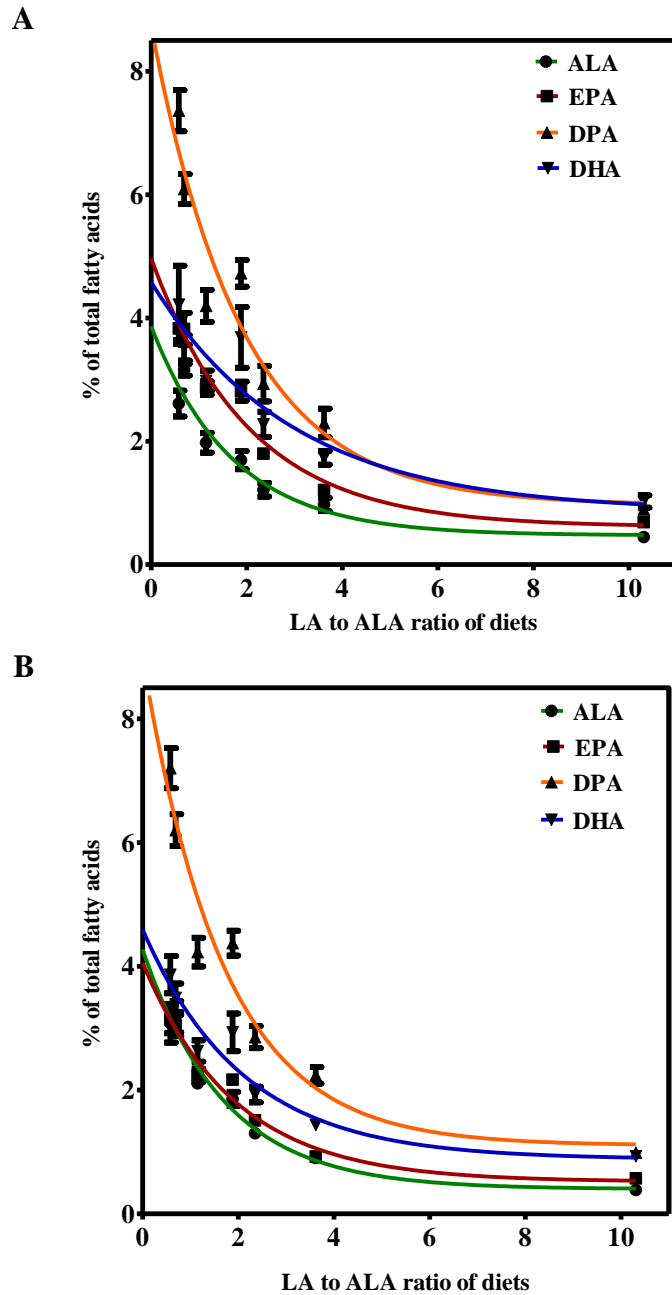 A
ALA
EPA
DPA
DHA
% of total fatty acids
8
6
4
2
0
0 2 4 6 8 10
LA to ALA ratio of diets
B
ALA
EPA
DPA
DHA
% of total fatty acids
8
6
4
2
0
0 2 4 6 8 10
LA to ALA ratio of diets